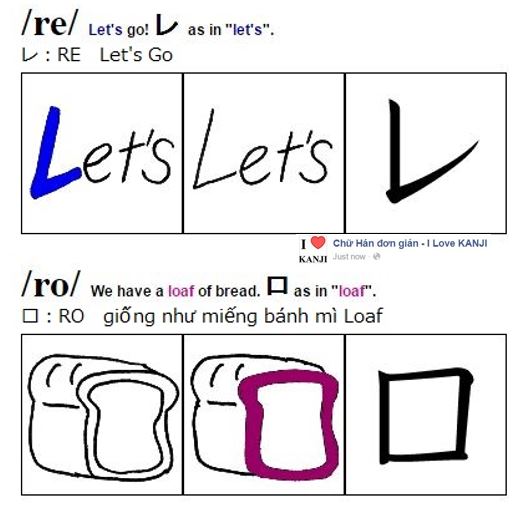 /re/ Let's go! レ as in "let's".
レ : RE Let's Go
Let's Let's レ
I ❤ KANJI Chữ Hán đơn giản - I Love KANJI
Just now ·
/ro/ We have a loaf of bread. ロ as in "loaf".
ロ : RO giống như miếng bánh mì Loaf
ロ